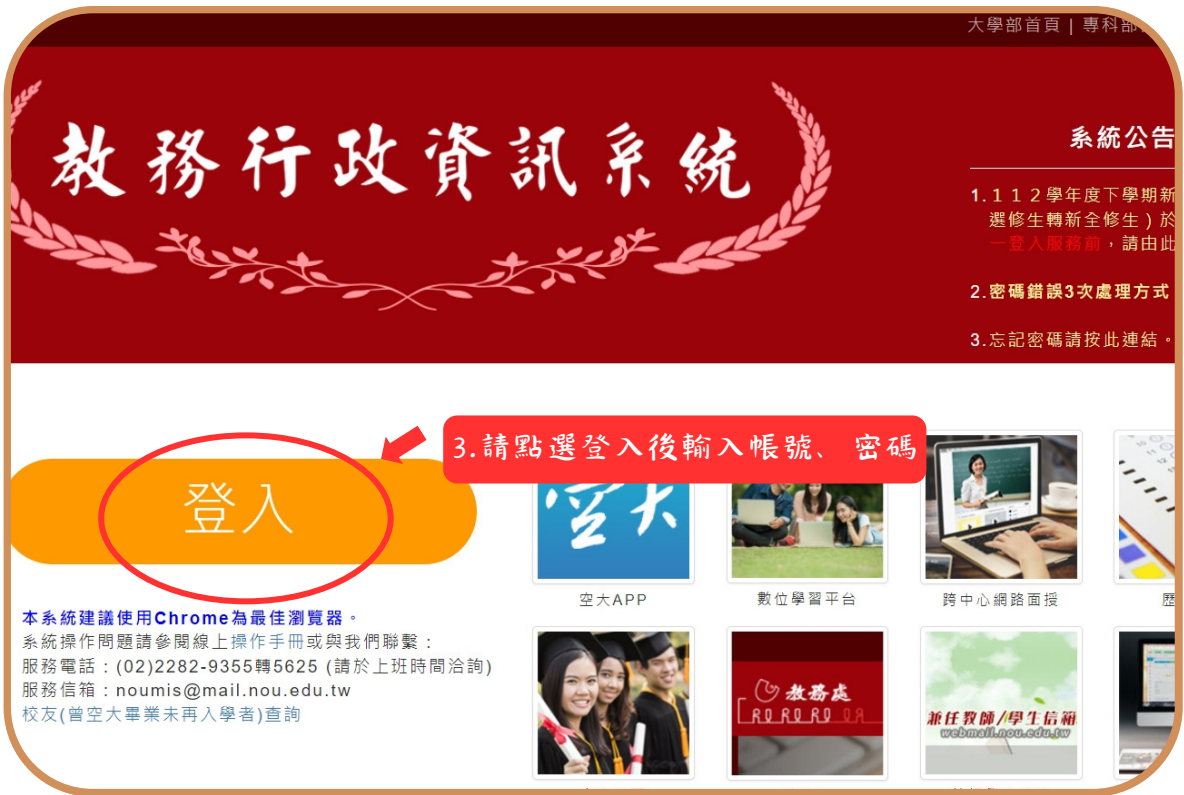 大學部首頁 | 專科部
教務行政資訊系統
系統公告
1.１１２學年度下學期新
選修生轉新全修生)於
一登入服務前，請由此
2.密碼錯誤3次處理方式
3.忘記密碼請按此連結。
3.請點選登入後輸入帳號、 密碼
登入
空大
空大APP
數位學習平台
跨中心網路面授
歷
本系統建議使用Chrome為最佳瀏覽器。
系統操作問題請參閱線上操作手冊或與我們聯繫：
服務電話：(02)2282-9355轉5625 (請於上班時間洽詢)
服務信箱：noumis@mail.nou.edu.tw
校友(曾空大畢業未再入學者)查詢
教務處
兼任教師/學生信箱
webmail.nou.edu.tw